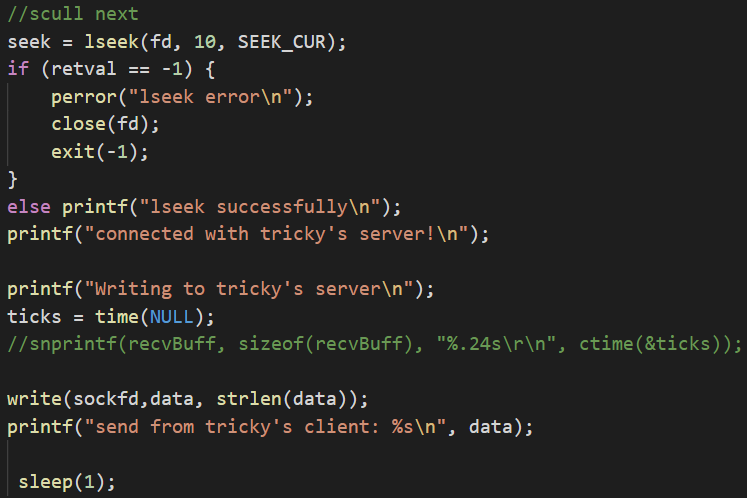 //scull next
seek = lseek(fd, 10, SEEK_CUR);
if (retval == -1) {
perror("lseek error\n");
close(fd);
exit(-1);
}
else printf("lseek successfully\n");
printf("connected with tricky's server!\n");
printf("Writing to tricky's server\n");
ticks = time(NULL);
//snprintf(recvBuff, sizeof(recvBuff), "%.24s\r\n", ctime(&ticks));
write(sockfd,data, strlen(data));
printf("send from tricky's client: %s\n", data);
sleep(1);